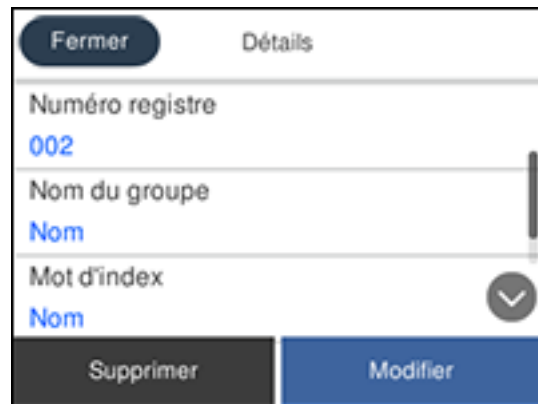 Fermer
Détails
Numéro registre
002
Nom du groupe
Nom
Mot d'index
Nom
Supprimer
Modifier